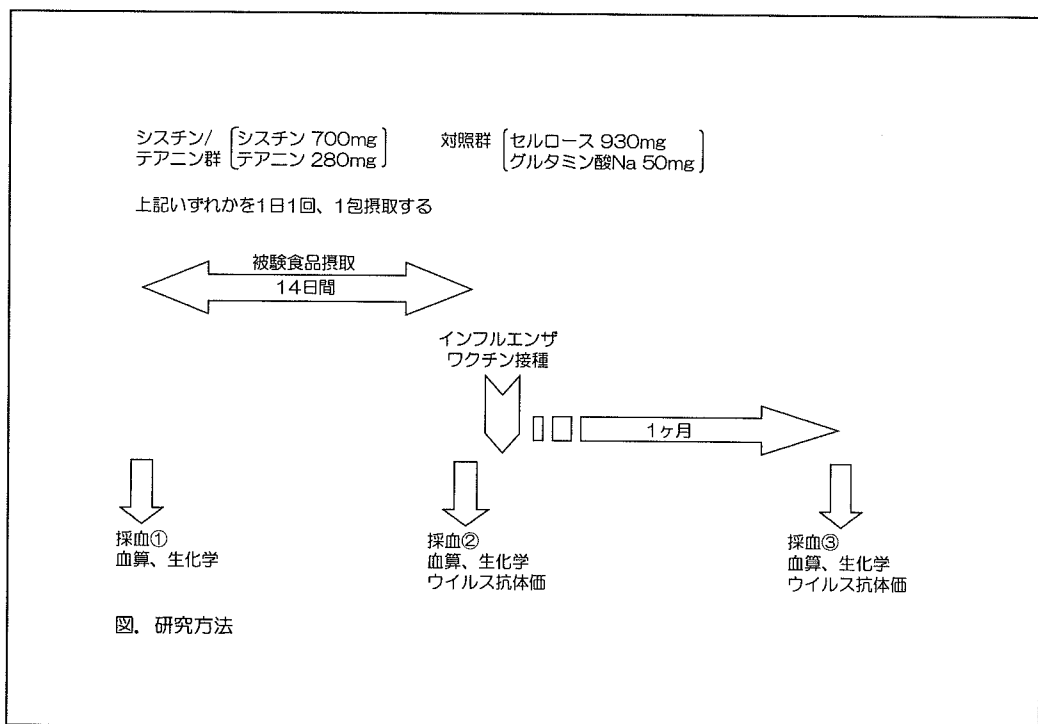 シスチン/ シスチン 700mg
テアニン群 テアニン 280mg
対照群 セルロース 930mg
グルタミン酸Na 50mg
上記いずれかを1日1回、1包摂取する
被験食品摂取
14日間
インフルエンザ
ワクチン接種
1ヶ月
採血①
血算、生化学
採血②
血算、生化学
ウイルス抗体価
採血③
血算、生化学
ウイルス抗体価
図. 研究方法